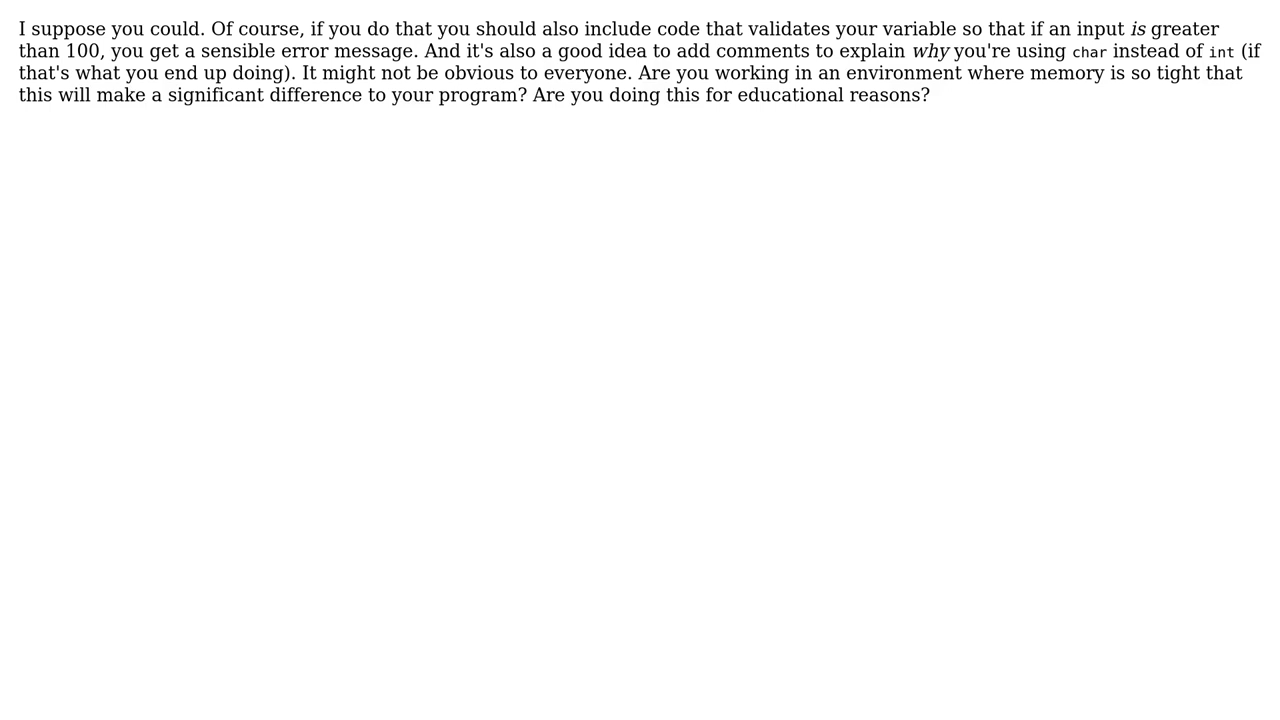 I suppose you could. Of course, if you do that you should also include code that validates your variable so that if an input is greater
than 100, you get a sensible error message. And it's also a good idea to add comments to explain why you're using char instead of int (if
that's what you end up doing). It might not be obvious to everyone. Are you working in an environment where memory is so tight that
this will make a significant difference to your program? Are you doing this for educational reasons?